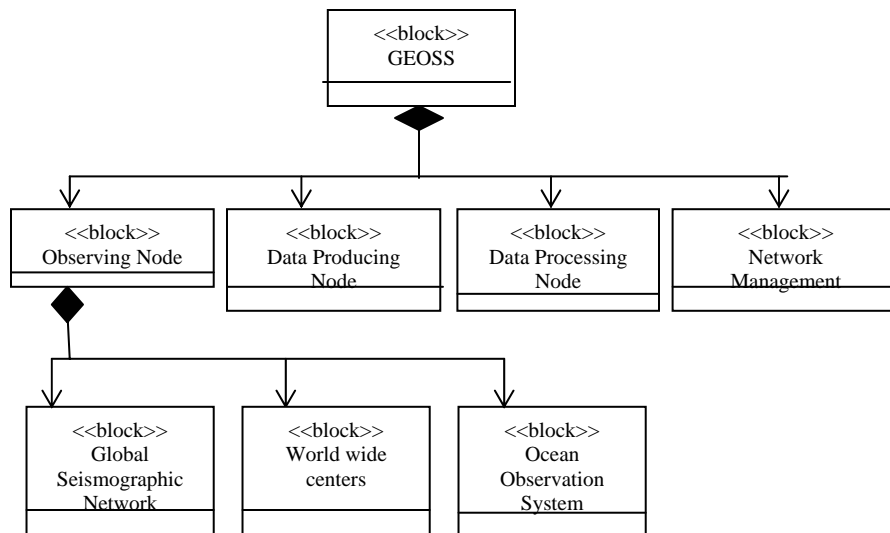 <<block>>
GEOSS
<<block>>
Observing Node
<<block>>
Data Producing
Node
<<block>>
Data Processing
Node
<<block>>
Network
Management
<<block>>
Global
Seismographic
Network
<<block>>
World wide
centers
<<block>>
Ocean
Observation
System